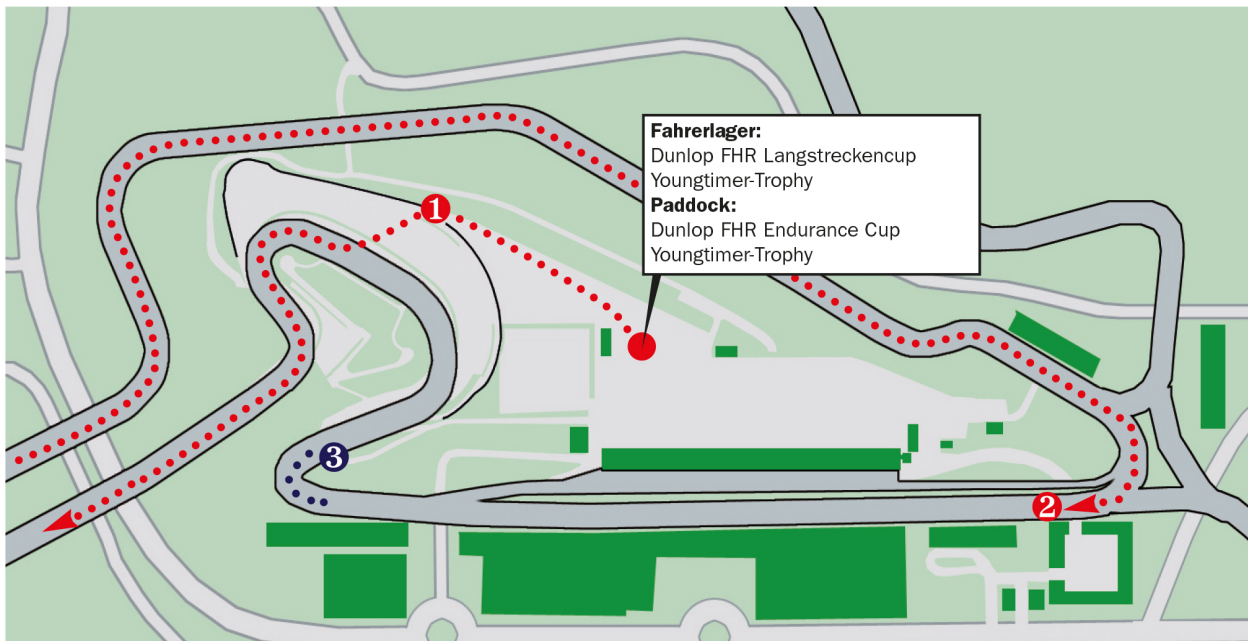 Fahrerlager:
Dunlop FHR Langstreckencup
Youngtimer-Trophy
Paddock:
Dunlop FHR Endurance Cup
Youngtimer-Trophy
1
3
2